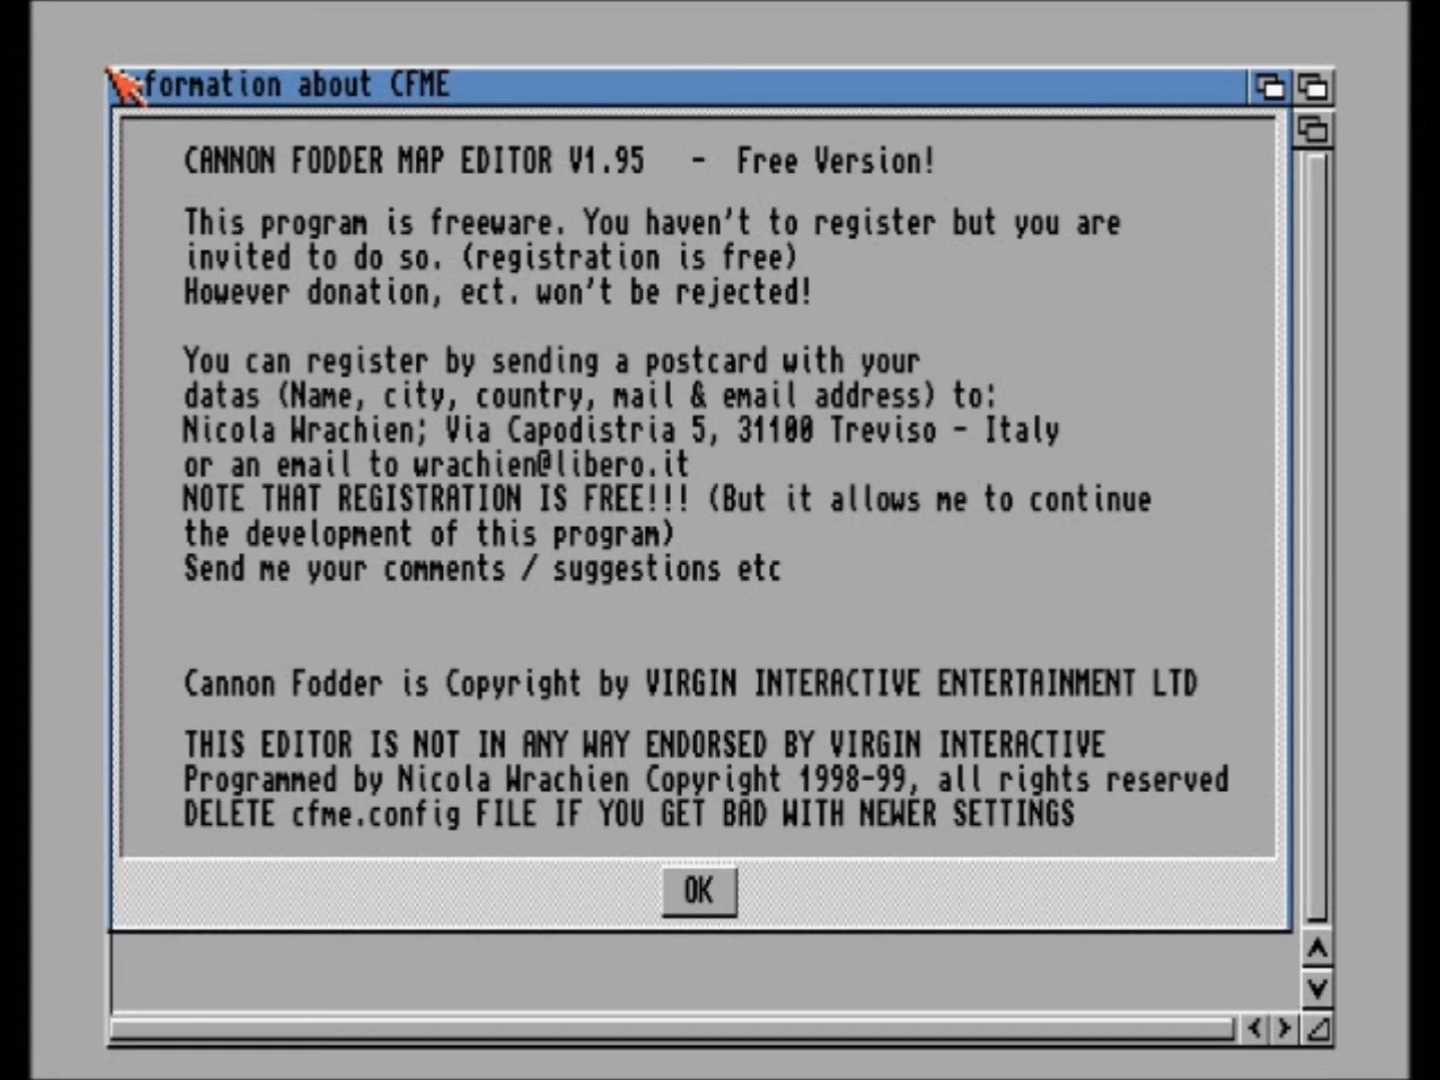 formation about CFME
CANNON FODDER MAP EDITOR V1.95 - Free Version!
This program is freeware. You haven't to register but you are
invited to do so. (registration is free)
However donation, ect. won't be rejected!
You can register by sending a postcard with your
datas (Name, city, country, mail & email address) to:
Nicola Wrachien; Via Capodistria 5, 31100 Treviso - Italy
or an email to wrachien@libero.it
NOTE THAT REGISTRATION IS FREE!!! (But it allows me to continue
the development of this program)
Send me your comments / suggestions etc
Cannon Fodder is Copyright by VIRGIN INTERACTIVE ENTERTAINMENT LTD
THIS EDITOR IS NOT IN ANY WAY ENDORSED BY VIRGIN INTERACTIVE
Programmed by Nicola Wrachien Copyright 1998-99, all rights reserved
DELETE cfme.config FILE IF YOU GET BAD WITH NEWER SETTINGS
OK